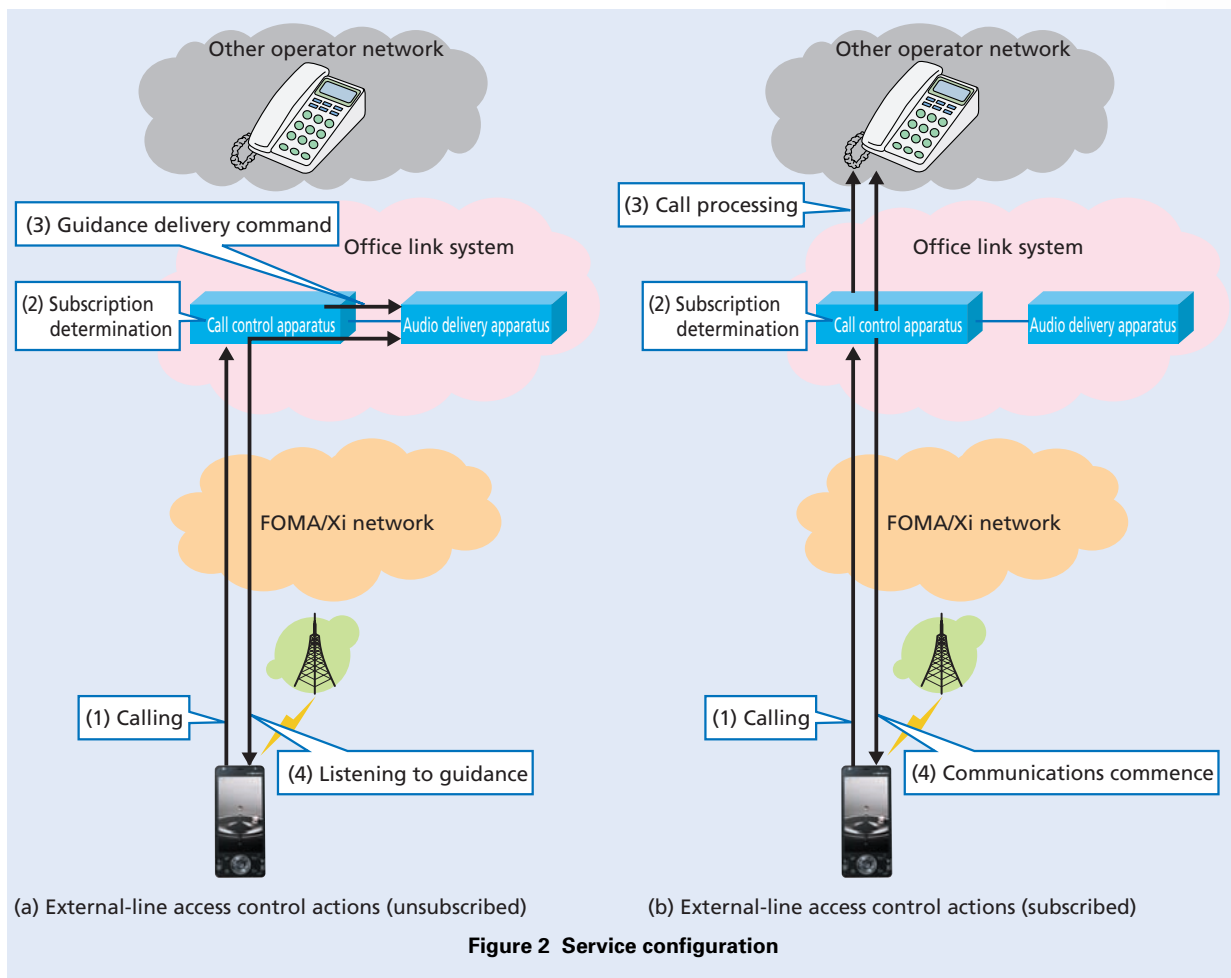 Other operator network
(3) Guidance delivery command
Office link system
(2) Subscription
determination
Call control apparatus
Audio delivery apparatus
FOMA/Xi network
(1) Calling
(4) Listening to guidance
(a) External-line access control actions (unsubscribed)
Other operator network
(3) Call processing
Office link system
(2) Subscription
determination
Call control apparatus
Audio delivery apparatus
FOMA/Xi network
(1) Calling
(4) Communications commence
(b) External-line access control actions (subscribed)
Figure 2 Service configuration